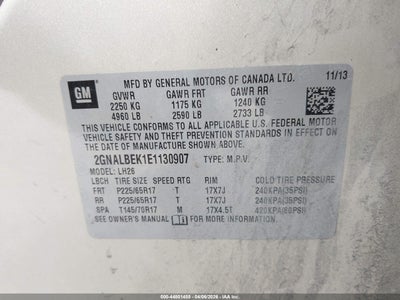 GM
MFD BY GENERAL MOTORS OF CANADA LTD. 11/13
GVWR GAWR FRT GAWR RR
2250 KG 1175 KG 1240 KG
4960 LB 2590 LB 2733 LB
THIS VEHICLE CONFORMS TO ALL APPLICABLE U.S. FEDERAL MOTOR
VEHICLE SAFETY AND THEFT PREVENTION STANDARDS IN
EFFECT ON THE DATE OF MANUFACTURE SHOWN ABOVE.
2GNALBEK1E1130907 TYPE: M.P.V.
MODEL: LH26
LBCH TIRE SIZE SPEED RTG RIM COLD TIRE PRESSURE
FRT P225/65R17 T 17X7J 240KPA(35PSI)
RR P225/65R17 T 17X7J 240KPA(35PSI)
SPA T145/70R17 M 17X4.5T 420KPA(60PSI)
SEE OWNER'S MANUAL FOR MORE INFORMATION.